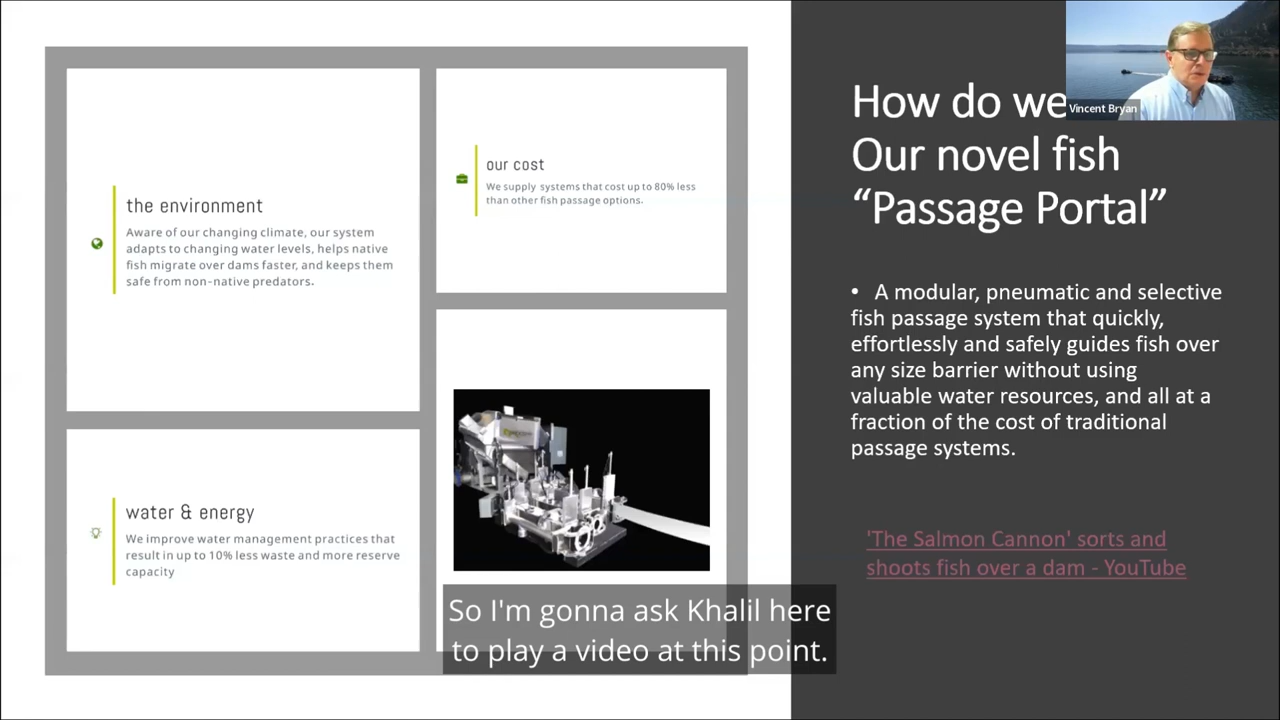 the environment
Aware of our changing climate, our system
adapts to changing water levels, helps native
fish migrate over dams faster, and keeps them
safe from non-native predators.
our cost
We supply systems that cost up to 80% less
than other fish passage options.
water & energy
We improve water management practices that
result in up to 10% less waste and more reserve
capacity
How do we
Our novel fish
“Passage Portal”
• A modular, pneumatic and selective
fish passage system that quickly,
effortlessly and safely guides fish over
any size barrier without using
valuable water resources, and all at a
fraction of the cost of traditional
passage systems.
'The Salmon Cannon' sorts and
shoots fish over a dam - YouTube
Vincent Bryan
So I'm gonna ask Khalil here
to play a video at this point.